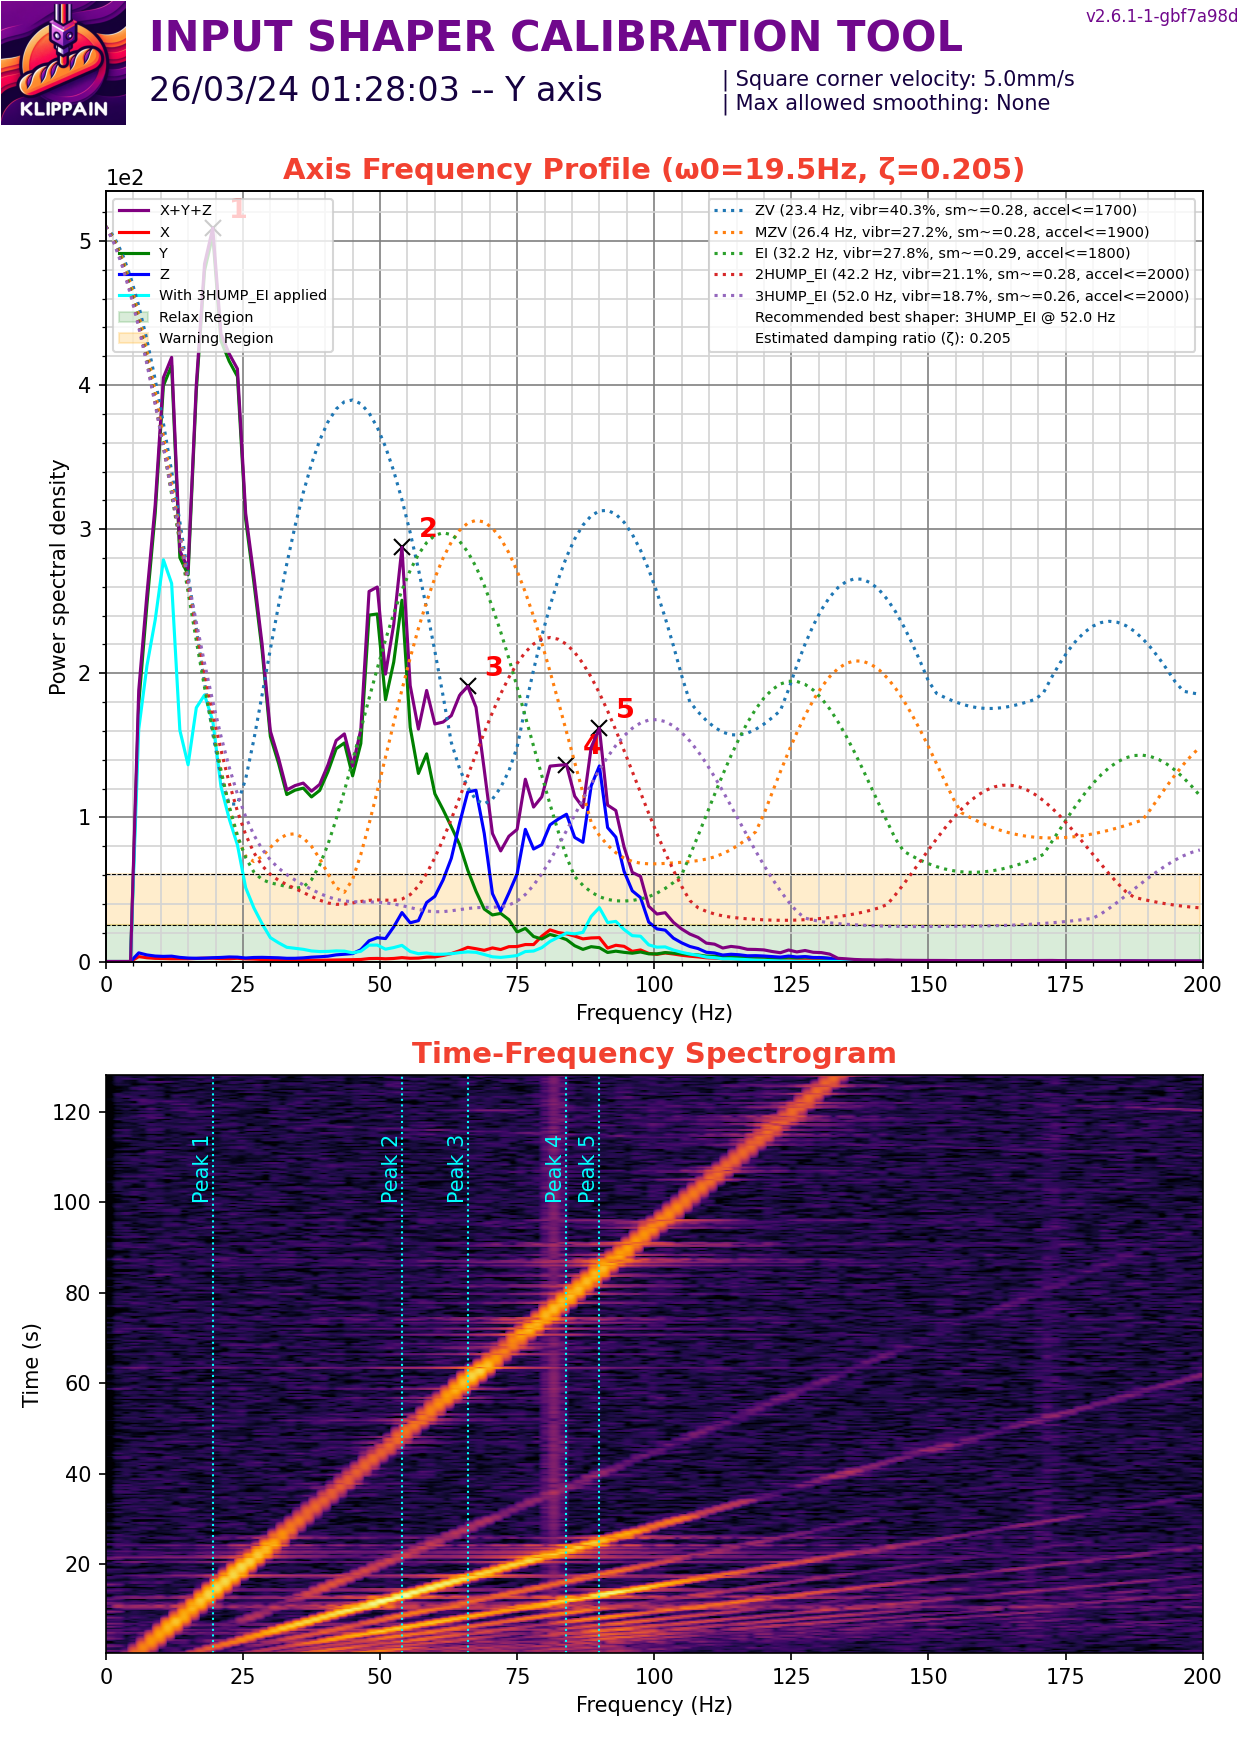 v2.6.1-1-gbf7a98d
INPUT SHAPER CALIBRATION TOOL
26/03/24 01:28:03 -- Y axis
| Square corner velocity: 5.0mm/s
| Max allowed smoothing: None
KLIPPAIN
Axis Frequency Profile (ω0=19.5Hz, ζ=0.205)
1e2
X+Y+Z
X
Y
Z
With 3HUMP_EI applied
Relax Region
Warning Region
ZV (23.4 Hz, vibr=40.3%, sm~=0.28, accel<=1700)
MZV (26.4 Hz, vibr=27.2%, sm~=0.28, accel<=1900)
EI (32.2 Hz, vibr=27.8%, sm~=0.29, accel<=1800)
2HUMP_EI (42.2 Hz, vibr=21.1%, sm~=0.28, accel<=2000)
3HUMP_EI (52.0 Hz, vibr=18.7%, sm~=0.26, accel<=2000)
Recommended best shaper: 3HUMP_EI @ 52.0 Hz
Estimated damping ratio (ζ): 0.205
1
2
3
4
5
Power spectral density
5
4
3
2
1
0
0 25 50 75 100 125 150 175 200
Frequency (Hz)
Time-Frequency Spectrogram
Time (s)
120
100
80
60
40
20
Peak 1
Peak 2
Peak 3
Peak 4
Peak 5
0 25 50 75 100 125 150 175 200
Frequency (Hz)